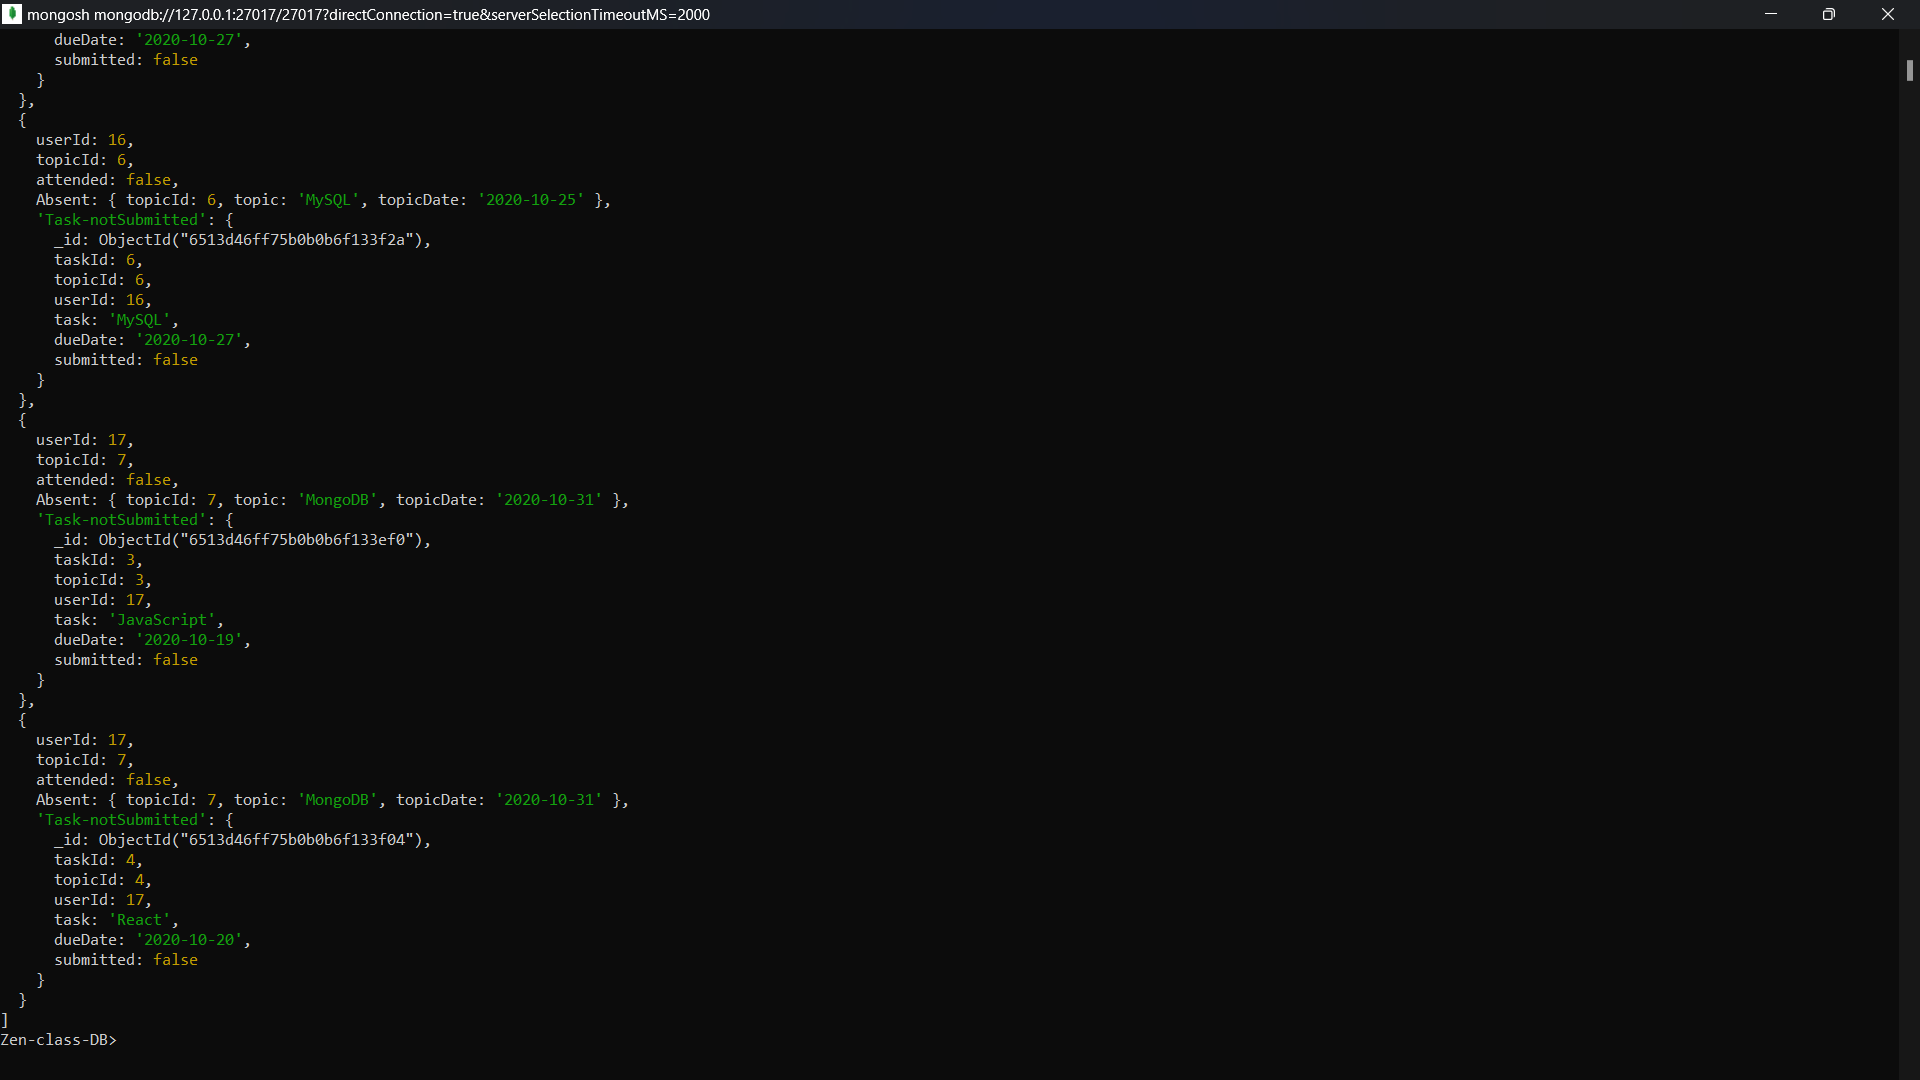 mongosh mongodb://127.0.0.1:27017/27017?directConnection=true&serverSelectionTimeoutMS=2000
      dueDate: '2020-10-27',
      submitted: false
    }
  },
  {
    userId: 16,
    topicId: 6,
    attended: false,
    Absent: { topicId: 6, topic: 'MySQL', topicDate: '2020-10-25' },
    'Task-notSubmitted': {
      _id: ObjectId("6513d46ff75b0b0b6f133f2a"),
      taskId: 6,
      topicId: 6,
      userId: 16,
      task: 'MySQL',
      dueDate: '2020-10-27',
      submitted: false
    }
  },
  {
    userId: 17,
    topicId: 7,
    attended: false,
    Absent: { topicId: 7, topic: 'MongoDB', topicDate: '2020-10-31' },
    'Task-notSubmitted': {
      _id: ObjectId("6513d46ff75b0b0b6f133ef0"),
      taskId: 3,
      topicId: 3,
      userId: 17,
      task: 'JavaScript',
      dueDate: '2020-10-19',
      submitted: false
    }
  },
  {
    userId: 17,
    topicId: 7,
    attended: false,
    Absent: { topicId: 7, topic: 'MongoDB', topicDate: '2020-10-31' },
    'Task-notSubmitted': {
      _id: ObjectId("6513d46ff75b0b0b6f133f04"),
      taskId: 4,
      topicId: 4,
      userId: 17,
      task: 'React',
      dueDate: '2020-10-20',
      submitted: false
    }
  }
]
Zen-class-DB>